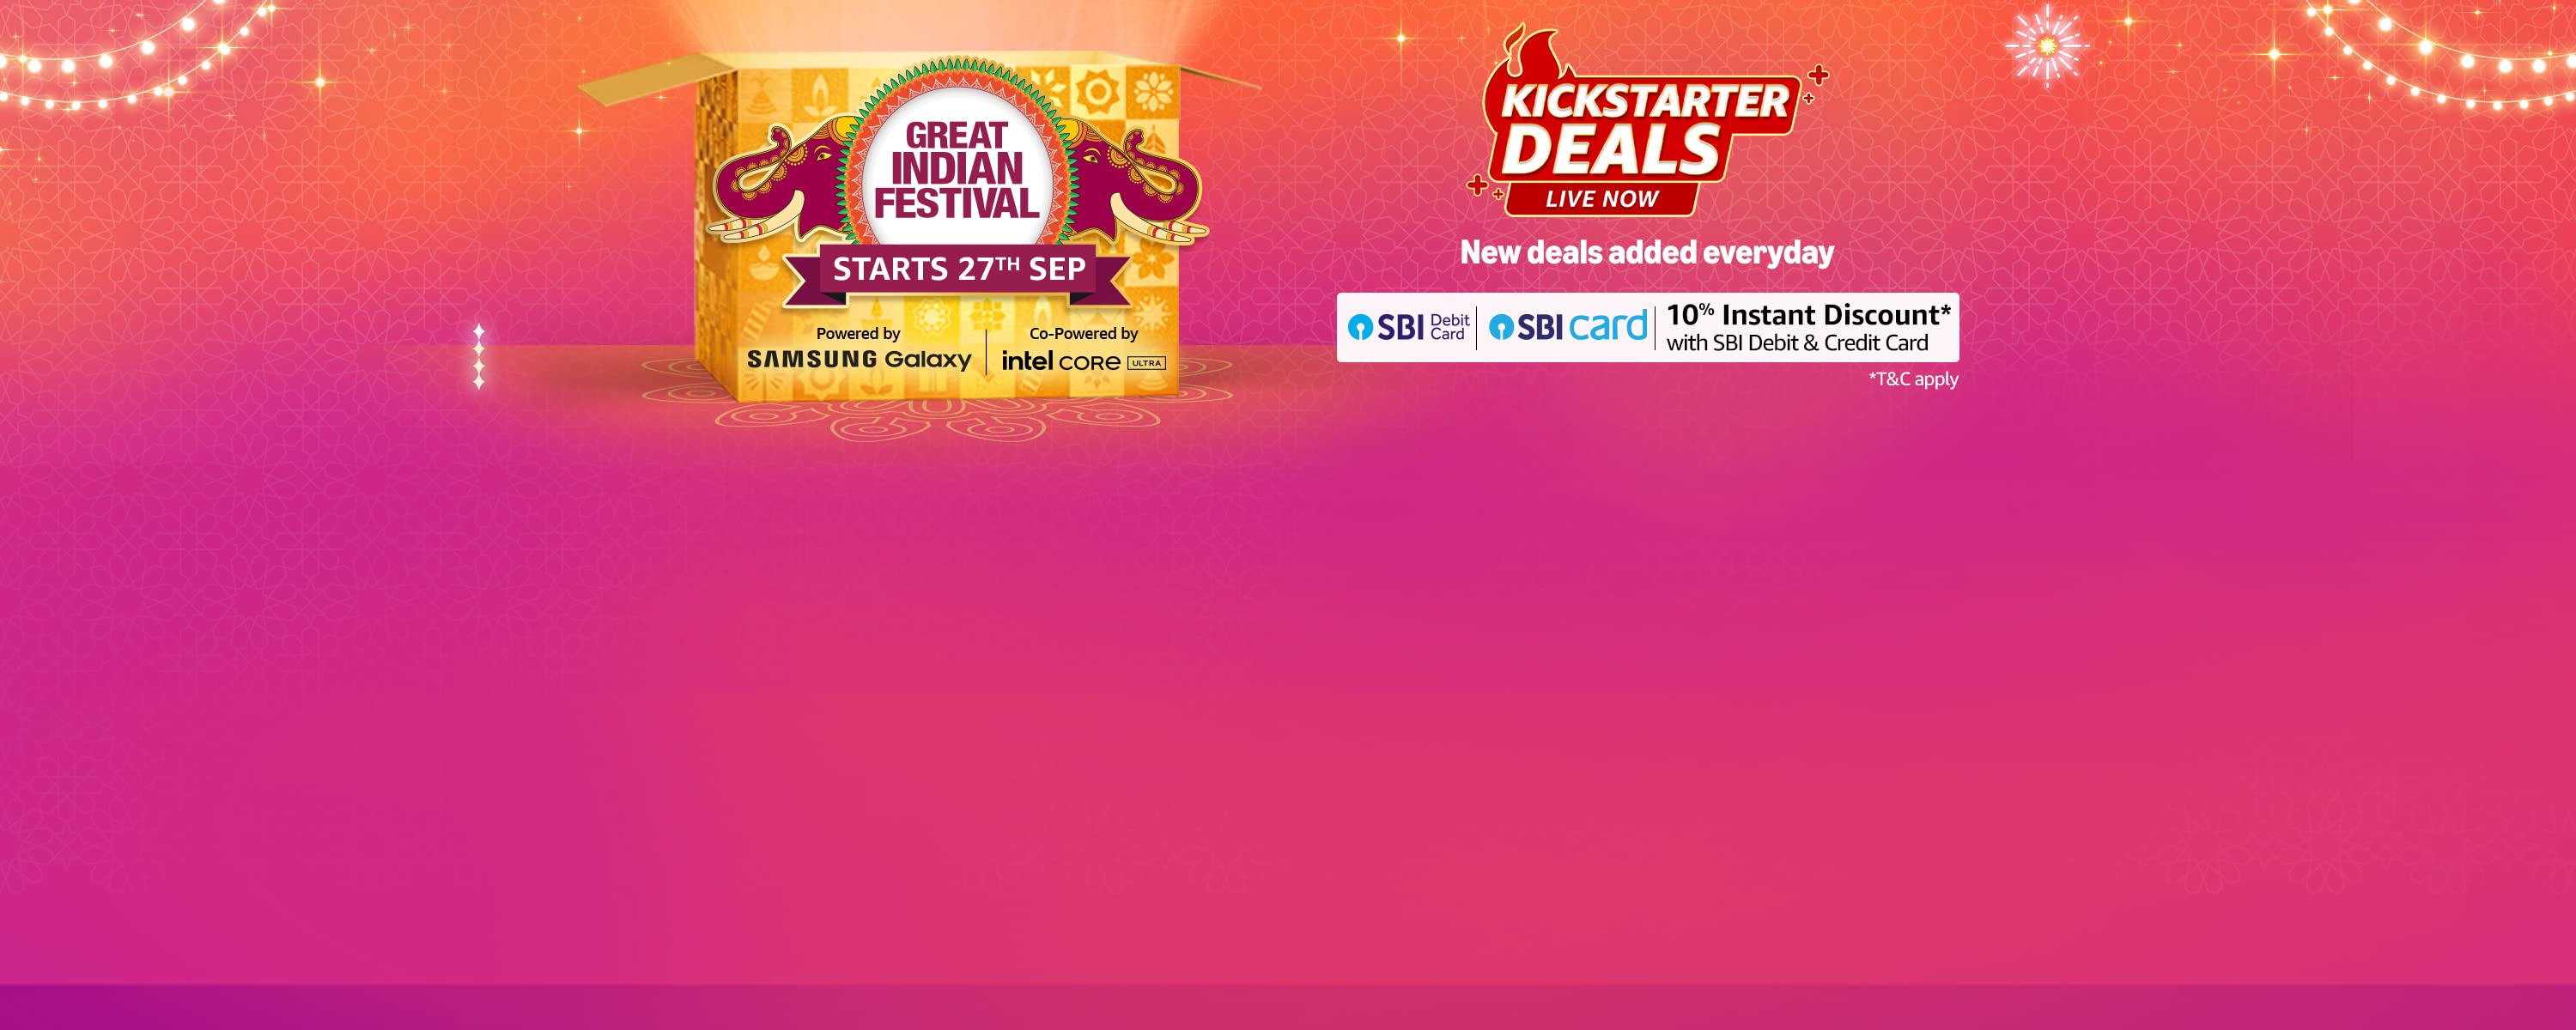 GREAT
INDIAN
FESTIVAL
STARTS 27TH SEP
Powered by
SAMSUNG Galaxy
Co-Powered by
intel CORE ULTRA
KICKSTARTER
DEALS
LIVE NOW
New deals added everyday
SBI Debit Card
SBI card
10% Instant Discount*
with SBI Debit & Credit Card
*T&C apply